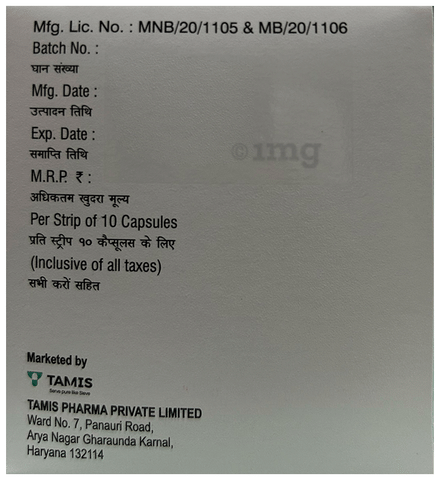 Mfg. Lic. No. : MNB/20/1105 & MB/20/1106
Batch No. :
घान संख्या
Mfg. Date :
उत्पादन तिथि
Exp. Date :
समाप्ति तिथि
©1mg
M.R.P. ₹ :
अधिकतम खुदरा मूल्य
Per Strip of 10 Capsules
प्रति स्ट्रीप १० कैप्सूलस के लिए
(Inclusive of all taxes)
सभी करों सहित
Marketed by
TAMIS
TAMIS PHARMA PRIVATE LIMITED
Ward No. 7, Panauri Road,
Arya Nagar Gharaunda Karnal,
Haryana 132114